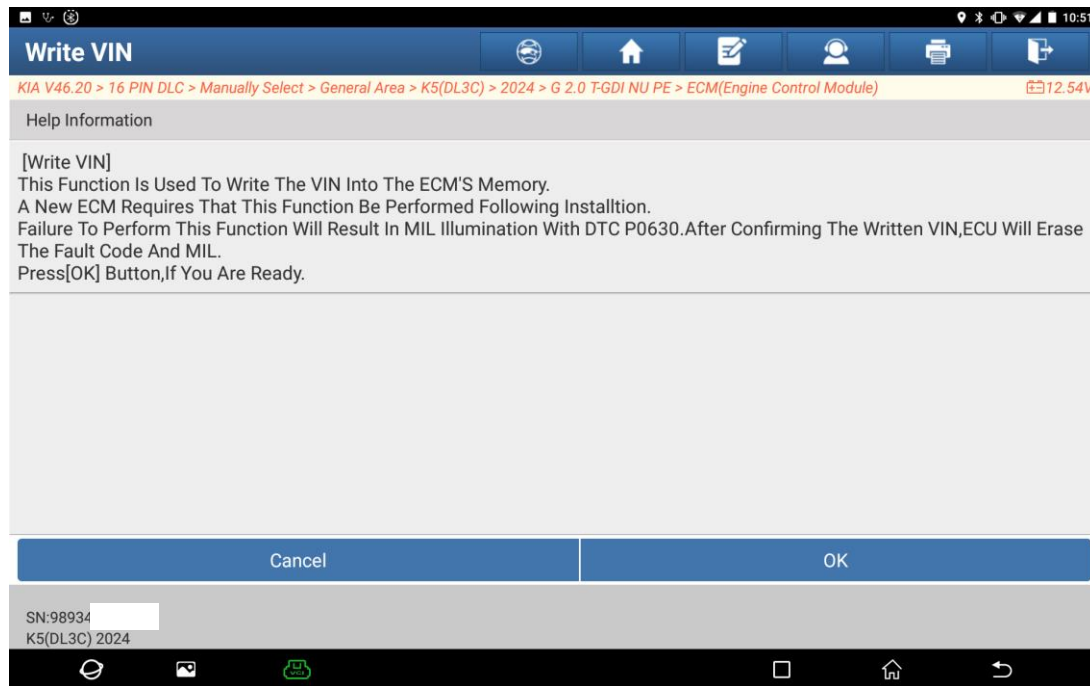 10:51
Write VIN
KIA V46.20 > 16 PIN DLC > Manually Select > General Area > K5(DL3C) > 2024 > G 2.0 T-GDI NU PE > ECM(Engine Control Module) 12.54V
Help Information
[Write VIN]
This Function Is Used To Write The VIN Into The ECM'S Memory.
A New ECM Requires That This Function Be Performed Following Installtion.
Failure To Perform This Function Will Result In MIL Illumination With DTC P0630.After Confirming The Written VIN,ECU Will Erase
The Fault Code And MIL.
Press[OK] Button,If You Are Ready.
Cancel OK
SN:98934
K5(DL3C) 2024